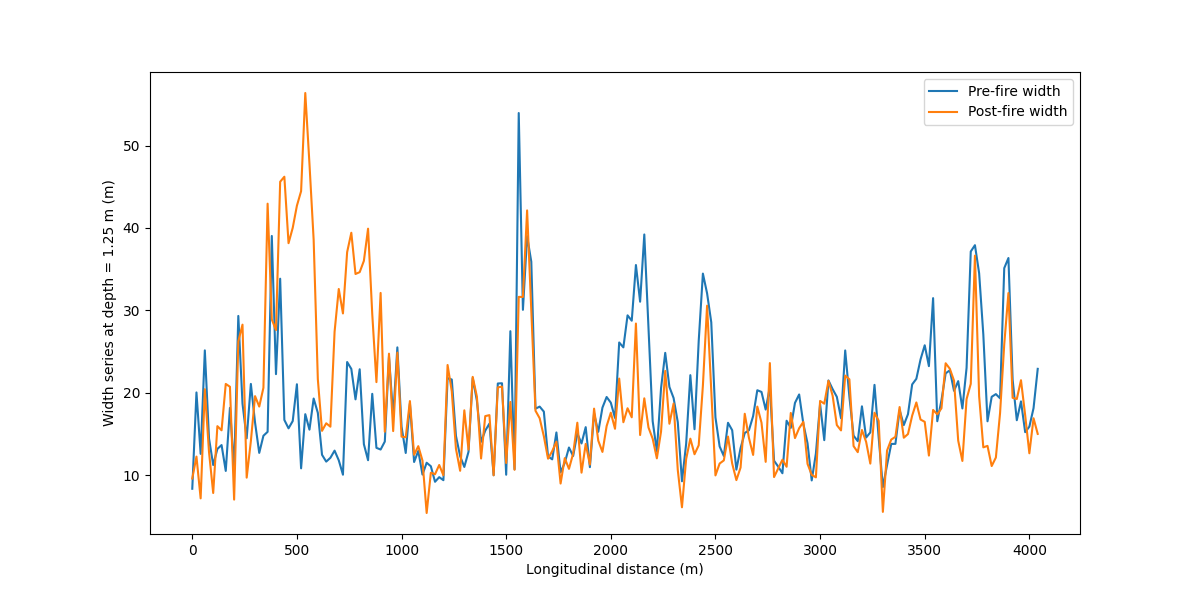 Pre-fire width
Post-fire width
50
40
30
20
10
Width series at depth = 1.25 m (m)
0 500 1000 1500 2000 2500 3000 3500 4000
Longitudinal distance (m)